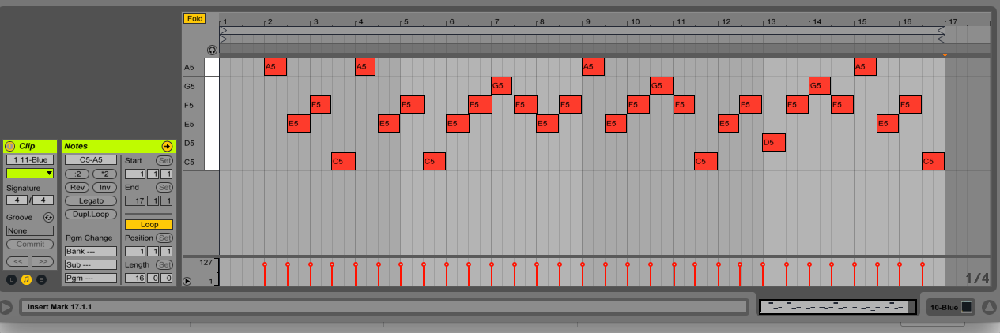 Fold
1 2 3 4 5 6 7 8 9 10 11 12 13 14 15 16 17
A5 A5 A5 A5 A5
G5 G5 G5 G5
F5 F5 F5 F5 F5 F5 F5 F5 F5 F5 F5 F5
E5 E5 E5 E5 E5 E5 E5 E5
D5 D5
C5 C5 C5 C5 C5
Clip
1 11-Blue
Signature
4 / 4
Groove
None
Commit
<< >>
L E
Notes
C5-A5
:2 *2
Rev Inv
Legato
Dupl.Loop
Pgm Change
Bank ---
Sub ---
Pgm ---
Start Set
1 1 1
End Set
17 1 1
Loop
Position Set
1 1 1
Length Set
16 0 0
127
1
1/4
Insert Mark 17.1.1
10-Blue